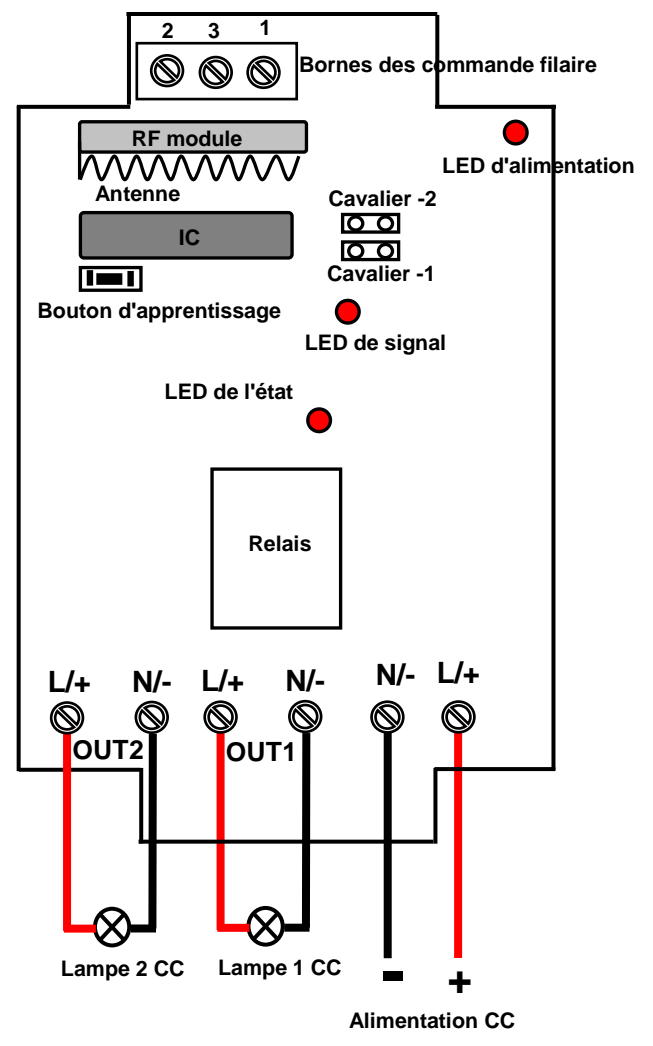 2 3 1
Bornes des commande filaire
RF module
LED d'alimentation
Antenne
Cavalier -2
IC
Cavalier -1
Bouton d'apprentissage
LED de signal
LED de l'état
Relais
L/+ N/- L/+ N/- N/- L/+
OUT2 OUT1
Lampe 2 CC Lampe 1 CC
- +
Alimentation CC